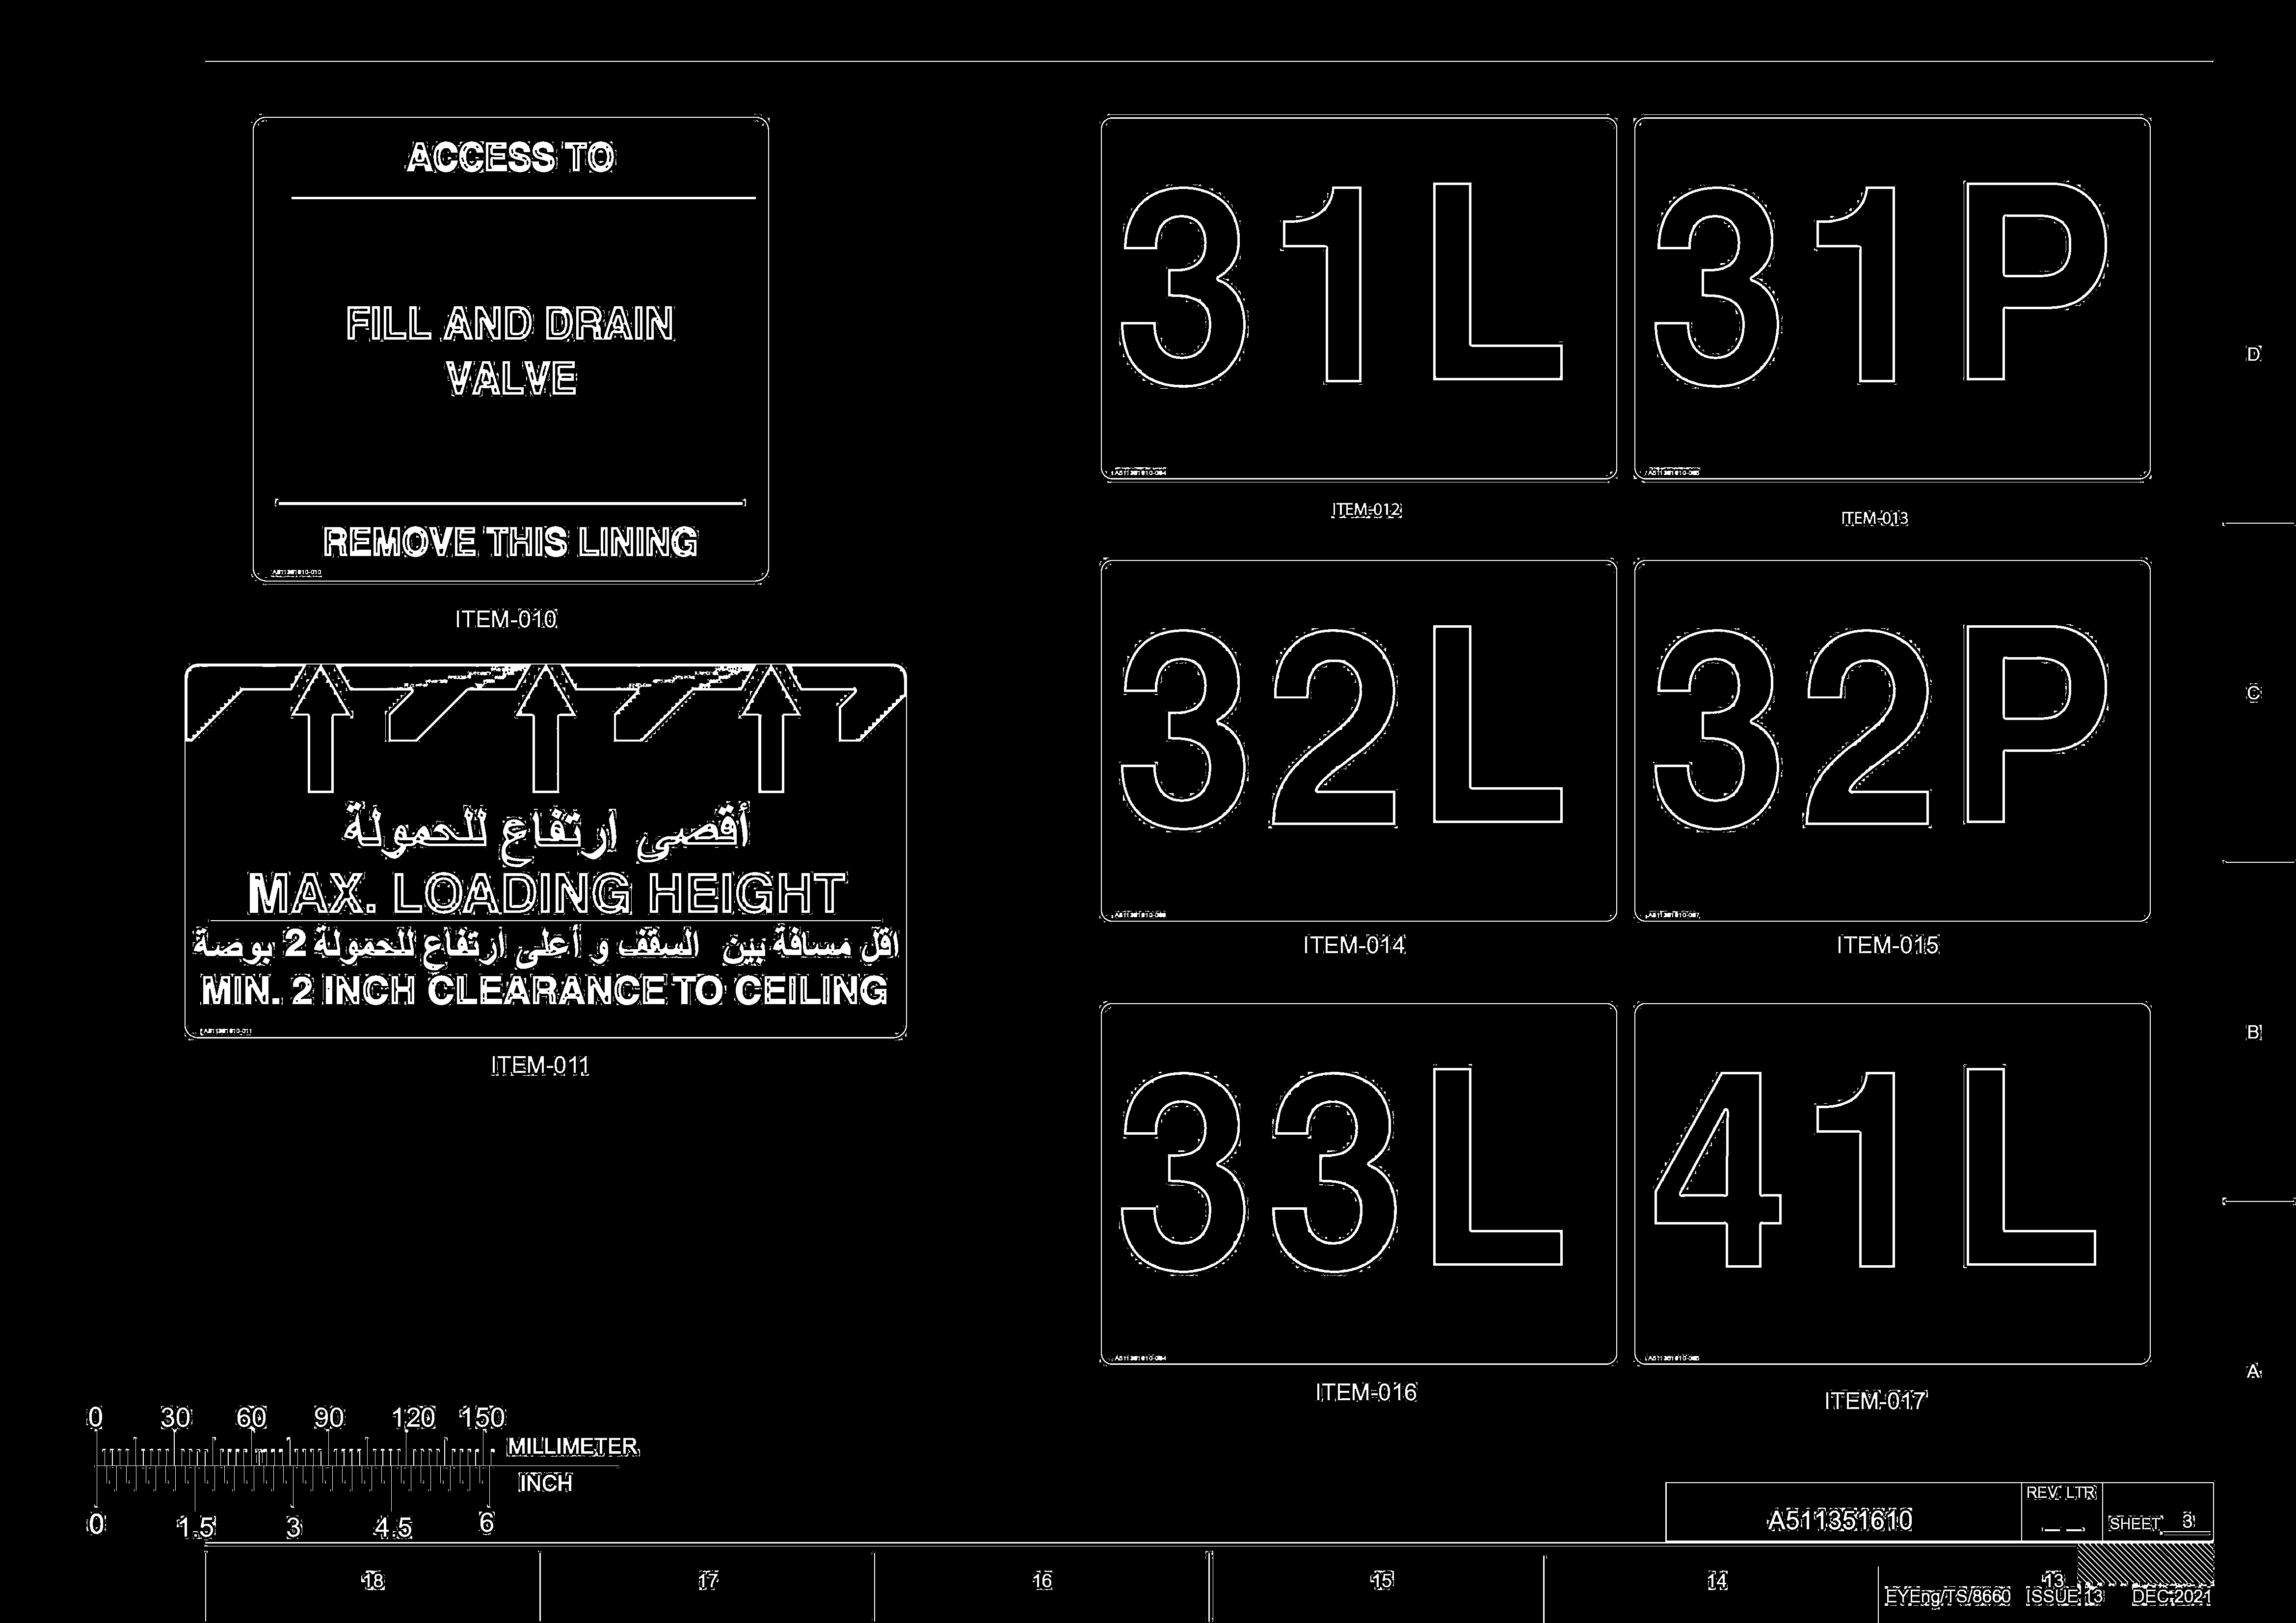 ACCESS TO
FILL AND DRAIN
VALVE
REMOVE THIS LINING
ITEM-010
أقصى ارتفاع للحمولة
MAX. LOADING HEIGHT
اقل مسافة بين السقف و أعلى ارتفاع للحمولة 2 بوصة
MIN. 2 INCH CLEARANCE TO CEILING
ITEM-011
31L
ITEM-012
31P
ITEM-013
32L
ITEM-014
32P
ITEM-015
33L
ITEM-016
41L
ITEM-017
D
C
B
A
0 30 60 90 120 150
MILLIMETER
INCH
0 1.5 3 4.5 6
A511351610
REV. LTR
_ _
SHEET 3
18 17 16 15 14 13
EYEng/TS/8660 ISSUE 13 DEC 2021